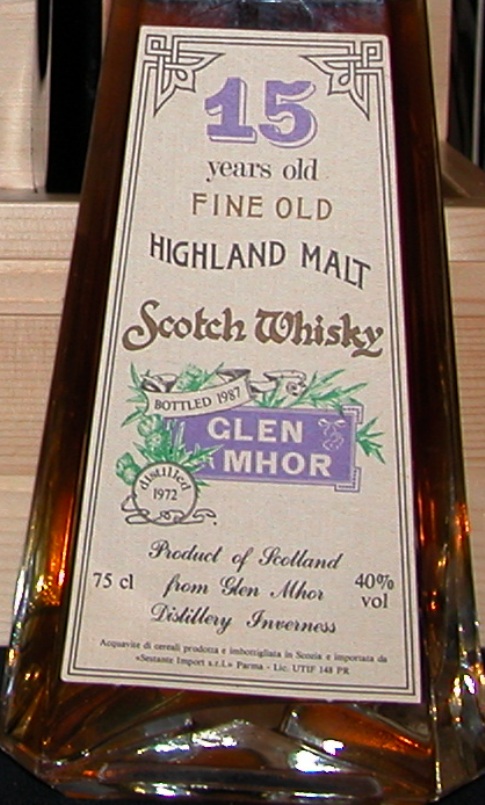 15
years old
FINE OLD
HIGHLAND MALT
Scotch Whisky
BOTTLED 1987
GLEN
MHOR
distilled
1972
Product of Scotland
75 cl
from Glen Mhor
40%
vol
Distillery Inverness
Acquavite di cereali prodotta e imbottigliata in Scozia e importata da
«Sestante Import s.r.l.» Parma - Lic. UTIF 148 PR